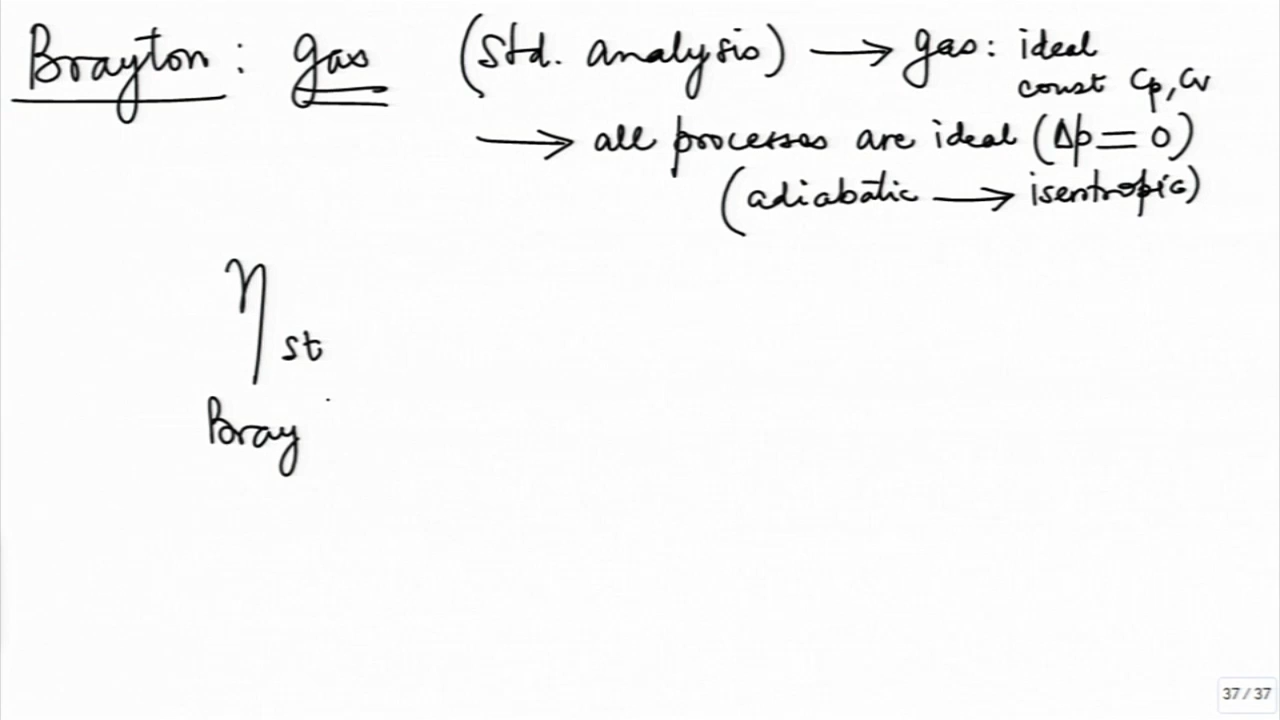 Brayton : gas (std. analysis) → gas : ideal
const Cp, Cv
→ all processes are ideal (Δp = 0)
(adiabatic → isentropic)
η st
Bray
37 / 37